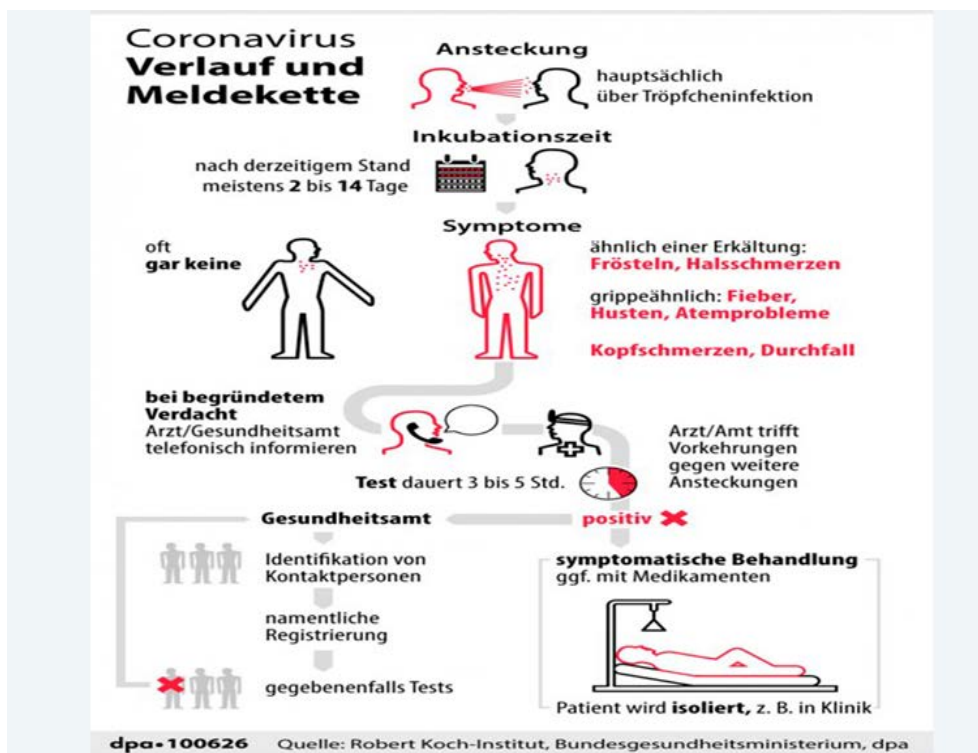 Coronavirus
Verlauf und
Meldekette
Ansteckung
hauptsächlich
über Tröpfcheninfektion
Inkubationszeit
nach derzeitigem Stand
meistens 2 bis 14 Tage
Symptome
oft
gar keine
ähnlich einer Erkältung:
Frösteln, Halsschmerzen
grippeähnlich: Fieber,
Husten, Atemprobleme
Kopfschmerzen, Durchfall
bei begründetem
Verdacht
Arzt/Gesundheitsamt
telefonisch informieren
Arzt/Amt trifft
Vorkehrungen
gegen weitere
Ansteckungen
Test dauert 3 bis 5 Std.
Gesundheitsamt
positiv
Identifikation von
Kontaktpersonen
namentliche
Registrierung
gegebenenfalls Tests
symptomatische Behandlung
ggf. mit Medikamenten
Patient wird isoliert, z. B. in Klinik
dpa•100626 Quelle: Robert Koch-Institut, Bundesgesundheitsministerium, dpa